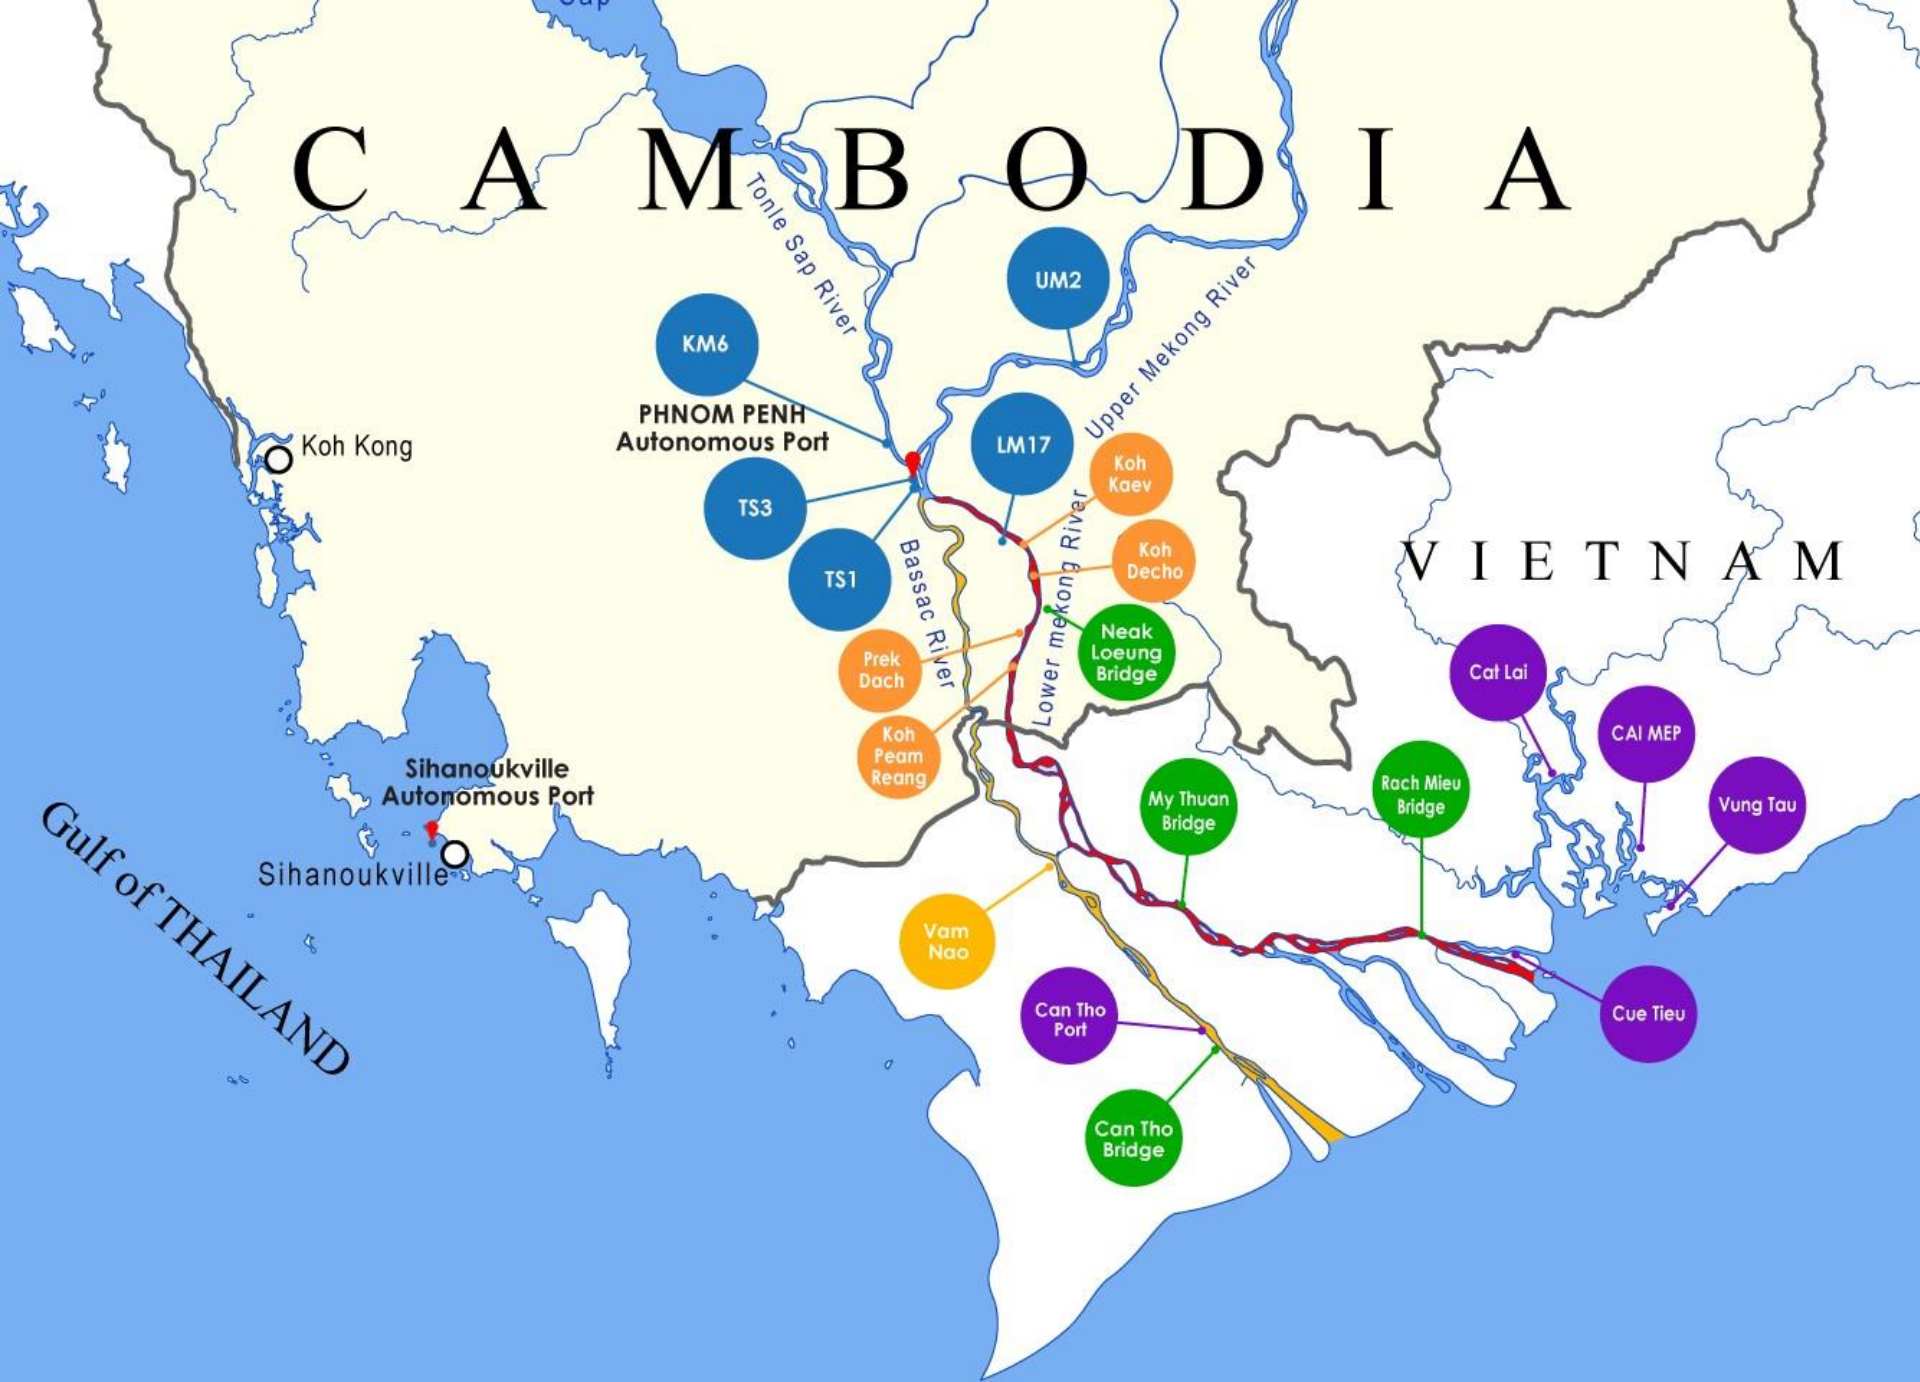 Sap
C A M B O D I A
Tonle Sap River
UM2
Upper Mekong River
KM6
PHNOM PENH
Autonomous Port
LM17
Koh Kong
Koh
Kaev
TS3
Koh
Decho
TS1
Bassac River
Lower mekong River
V I E T N A M
Neak
Loeung
Bridge
Prek
Dach
Koh
Peam
Reang
Cat Lai
CAI MEP
Sihanoukville
Autonomous Port
My Thuan
Bridge
Rach Mieu
Bridge
Vung Tau
Sihanoukville
Gulf of THAILAND
Vam
Nao
Can Tho
Port
Cue Tieu
Can Tho
Bridge